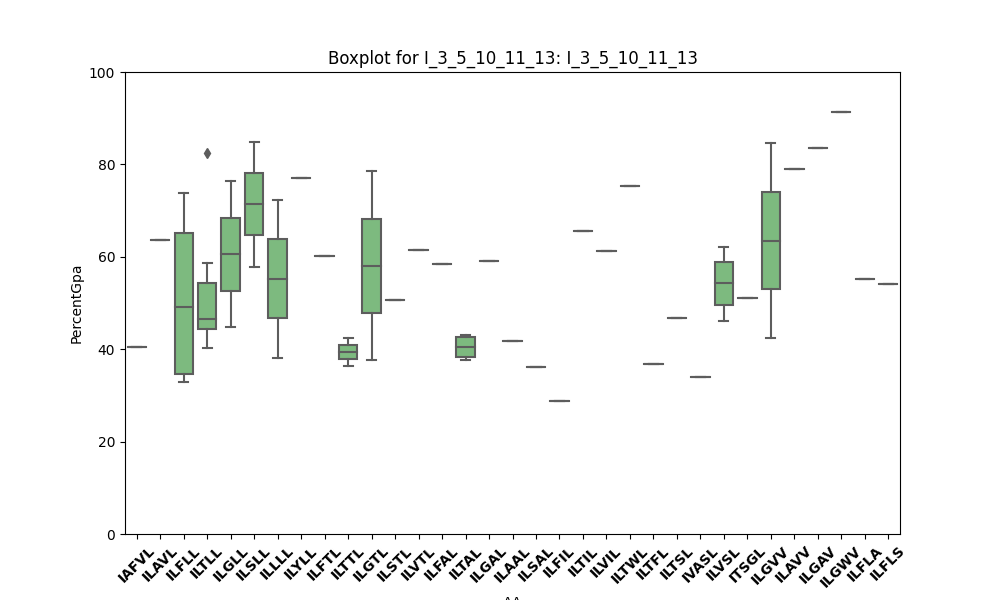 Boxplot for I_3_5_10_11_13: I_3_5_10_11_13
PercentGpa
100
80
60
40
20
0
IAFVL
ILAVL
ILFLL
ILTLL
ILGLL
ILSLL
ILLLL
ILYLL
ILFTL
ILTTL
ILGTL
ILSTL
ILVTL
ILFAL
ILTAL
ILGAL
ILAAL
ILSAL
ILFIL
ILTIL
ILVIL
ILTWL
ILTFL
ILTSL
IVASL
ILVSL
ITSGL
ILGVV
ILAVV
ILGAV
ILGWV
ILFLA
ILFLS